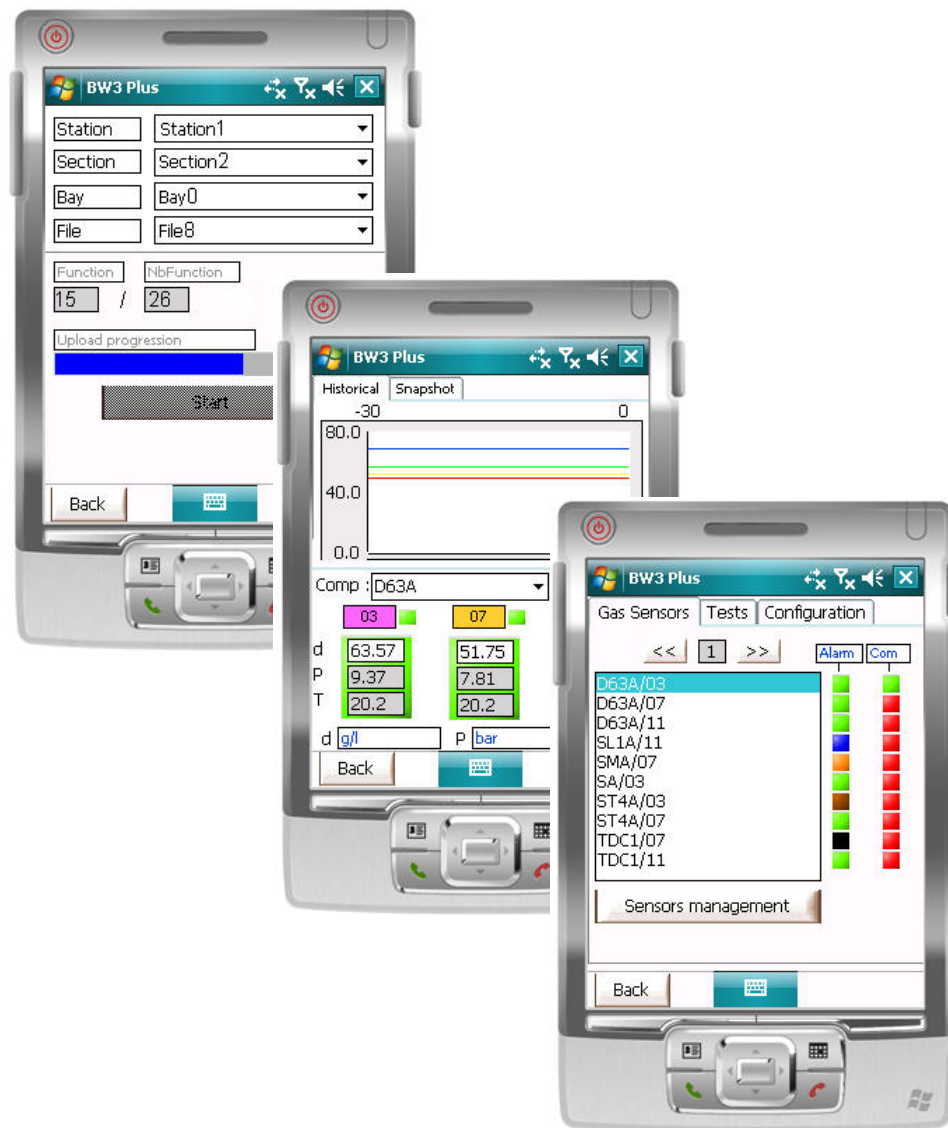 BW3 Plus
Station Station1
Section Section2
Bay Bay0
File File8
Function NbFunction
15 / 26
Upload progression
Start
Back
BW3 Plus
Historical Snapshot
-30 0
80.0
40.0
0.0
Comp : D63A
03 07
d 63.57 51.75
P 9.37 7.81
T 20.2 20.2
d g/l P bar
Back
BW3 Plus
Gas Sensors Tests Configuration
<< 1 >> Alarm Com
D63A/03
D63A/07
D63A/11
SL1A/11
SMA/07
SA/03
ST4A/03
ST4A/07
TDC1/07
TDC1/11
Sensors management
Back